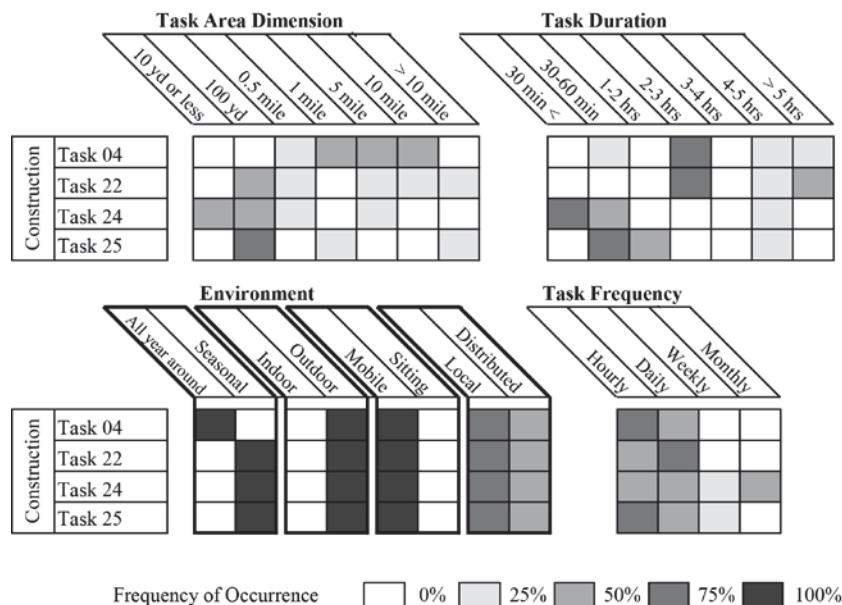 Task Area Dimension
10 yd or less
100 yd
0.5 mile
1 mile
5 mile
10 mile
> 10 mile
Construction
Task 04
Task 22
Task 24
Task 25
Task Duration
30 min <
30-60 min
1-2 hrs
2-3 hrs
3-4 hrs
4-5 hrs
> 5 hrs
Environment
All year around
Seasonal
Indoor
Outdoor
Mobile
Sitting
Local
Distributed
Task Frequency
Hourly
Daily
Weekly
Monthly
Construction
Task 04
Task 22
Task 24
Task 25
Frequency of Occurrence 0% 25% 50% 75% 100%